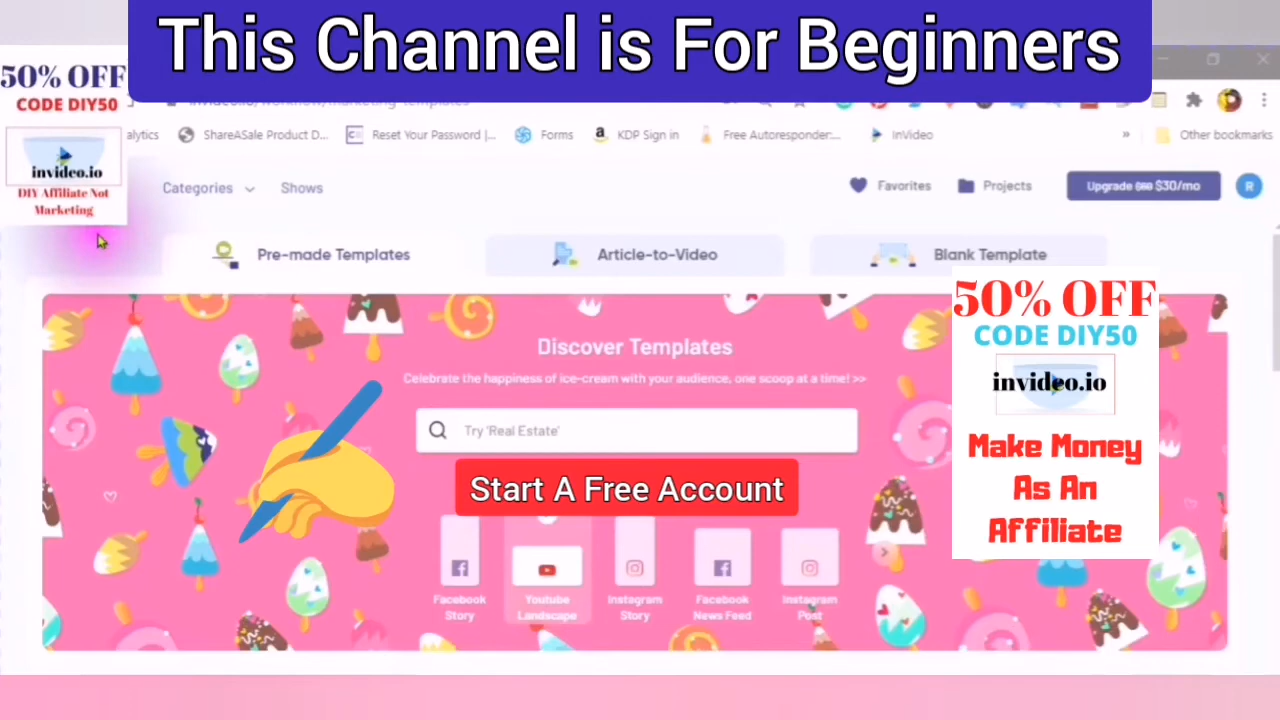 This Channel is For Beginners
50% OFF
CODE DIY50
invideo.io
DIY Affiliate Not
Marketing
alytics
ShareASale Product D...
Reset Your Password |...
Forms
KDP Sign in
Free Autoresponder:...
InVideo
»
Other bookmarks
Categories
Shows
Favorites
Projects
Upgrade $60 $30/mo
R
Pre-made Templates
Article-to-Video
Blank Template
Discover Templates
Celebrate the happiness of ice-cream with your audience, one scoop at a time! >>
Try 'Real Estate'
Start A Free Account
50% OFF
CODE DIY50
invideo.io
Make Money
As An
Affiliate
Facebook
Story
Youtube
Landscape
Instagram
Story
Facebook
News Feed
Instagram
Post